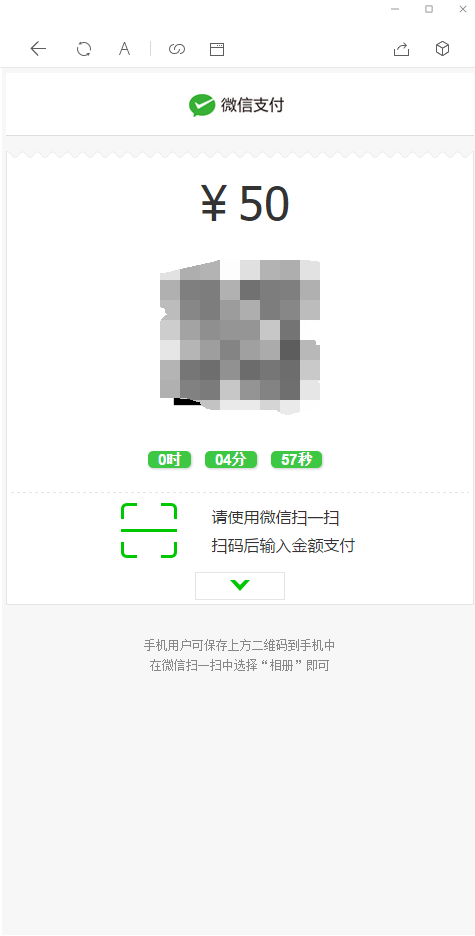 微信支付
¥ 50
0时 04分 57秒
请使用微信扫一扫
扫码后输入金额支付
手机用户可保存上方二维码到手机中
在微信扫一扫中选择“相册”即可